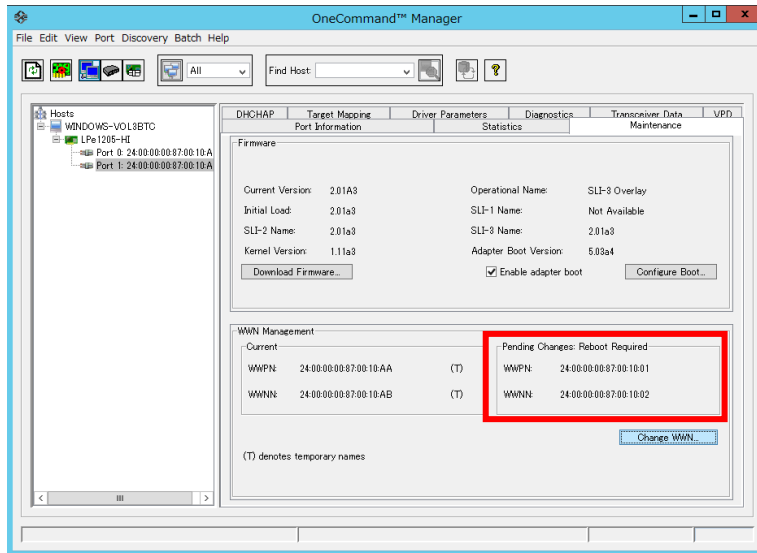 OneCommand™ Manager
File Edit View Port Discovery Batch Help
All
Find Host:
Hosts
WINDOWS-VOL3BTC
LPe1205-HI
Port 0: 24:00:00:00:87:00:10:A
Port 1: 24:00:00:00:87:00:10:A
DHCHAP Target Mapping Driver Parameters Diagnostics Transceiver Data VPD
Port Information Statistics Maintenance
Firmware
Current Version: 2.01A3 Operational Name: SLI-3 Overlay
Initial Load: 2.01a3 SLI-1 Name: Not Available
SLI-2 Name: 2.01a3 SLI-3 Name: 2.01a3
Kernel Version: 1.11a3 Adapter Boot Version: 5.03a4
Download Firmware... Enable adapter boot Configure Boot...
WWN Management
Current Pending Changes: Reboot Required
WWPN: 24:00:00:00:87:00:10:AA (T) WWPN: 24:00:00:00:87:00:10:01
WWNN: 24:00:00:00:87:00:10:AB (T) WWNN: 24:00:00:00:87:00:10:02
Change WWN...
(T) denotes temporary names